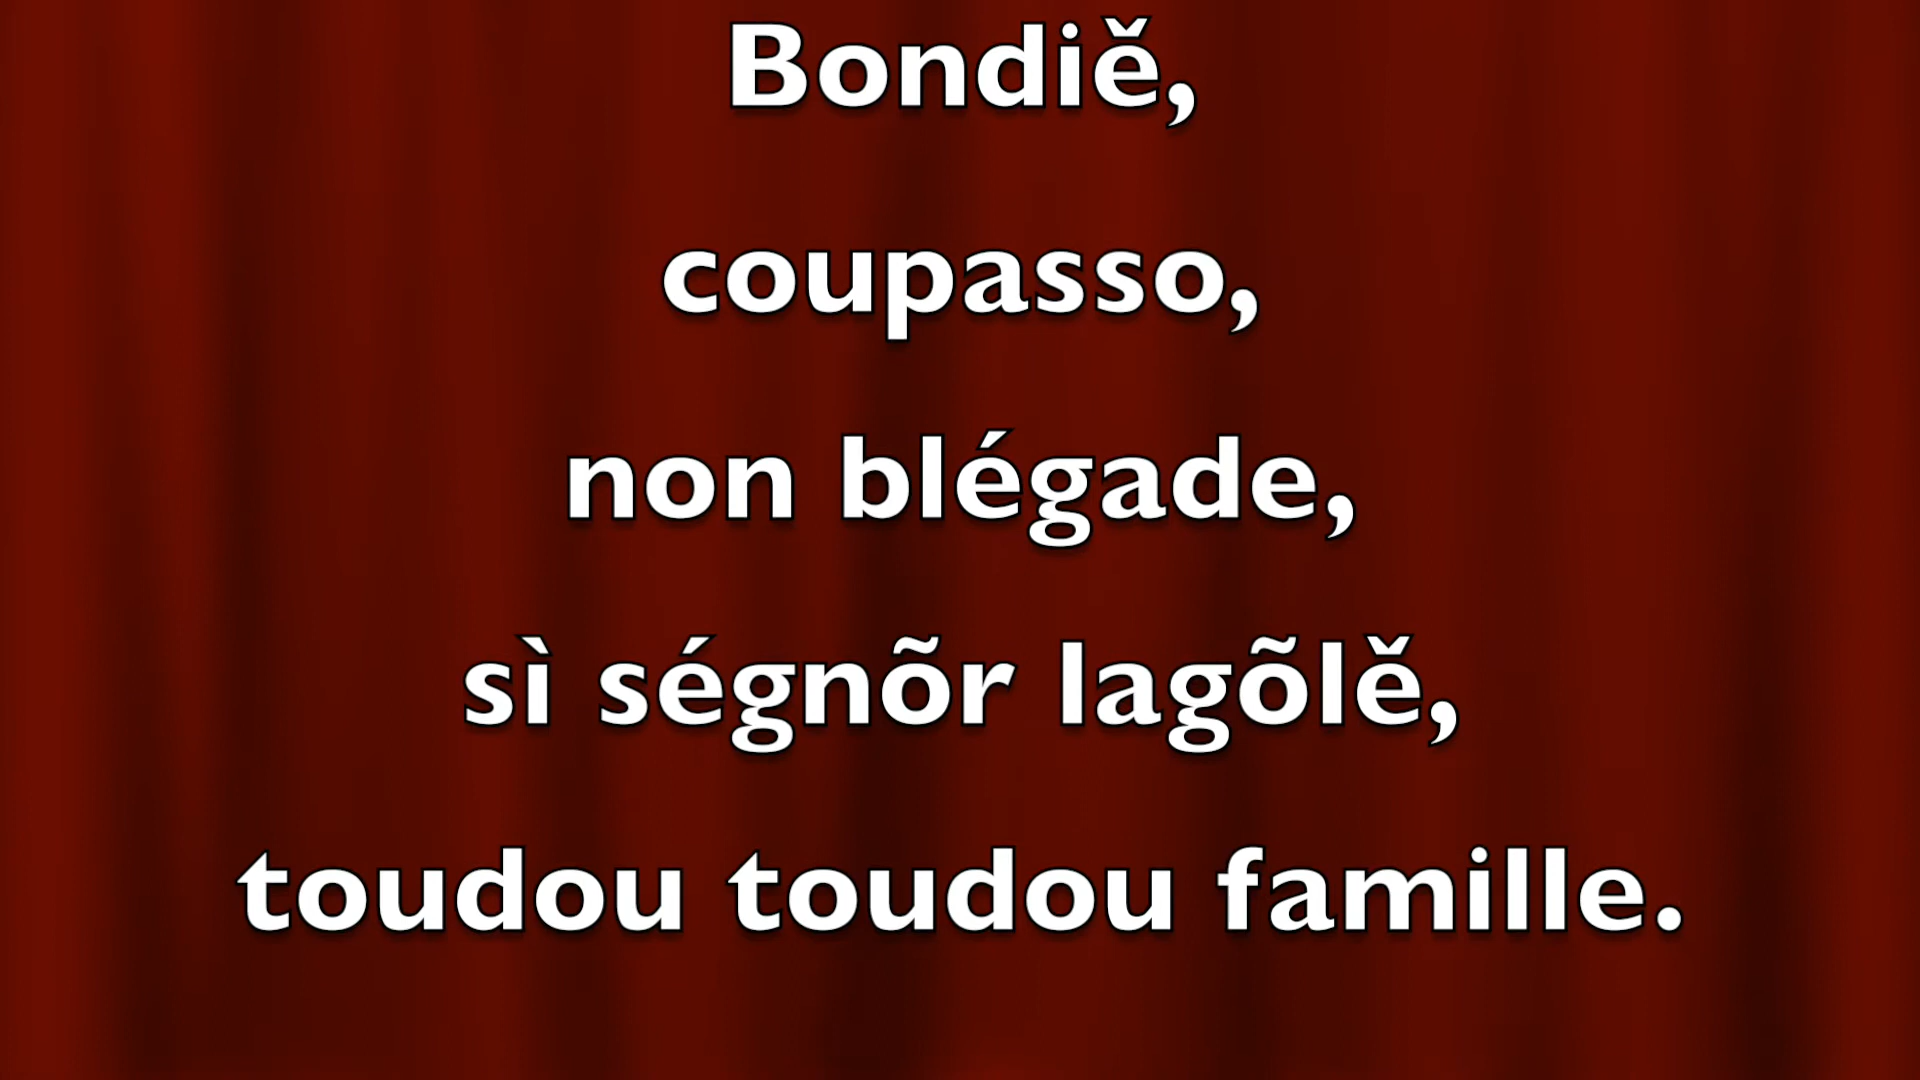 Bondiě,
coupasso,
non blégade,
sì ségnõr lagõlě,
toudou toudou famille.